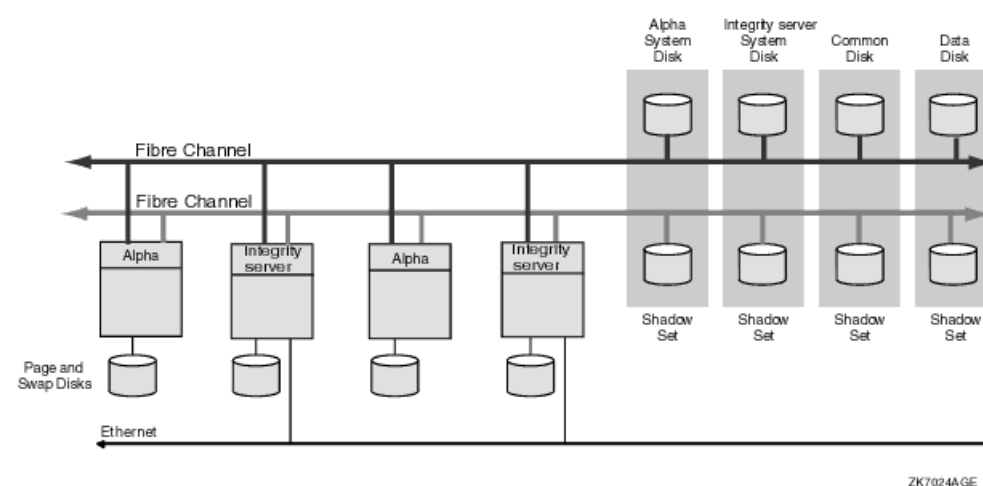 Alpha
System
Disk
Integrity server
System
Disk
Common
Disk
Data
Disk
Fibre Channel
Fibre Channel
Alpha
Integrity
server
Alpha
Integrity
server
Shadow
Set
Shadow
Set
Shadow
Set
Shadow
Set
Page and
Swap Disks
Ethernet
ZK7024AGE